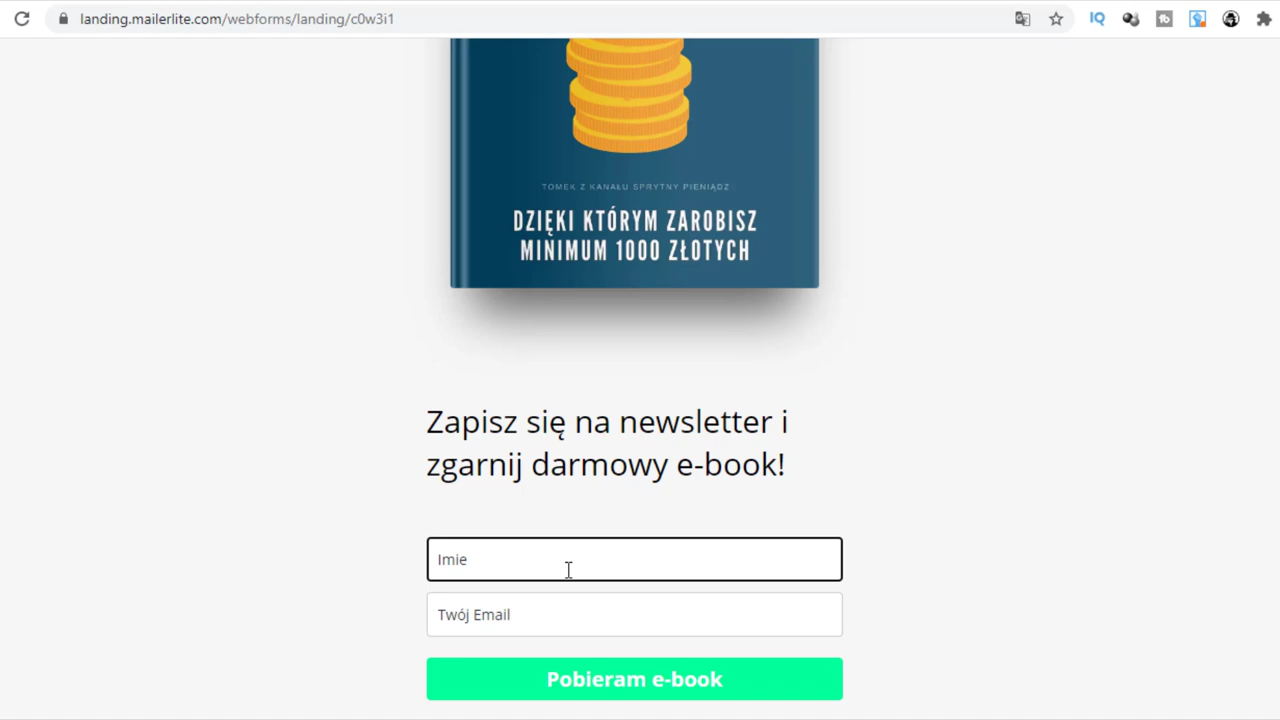 landing.mailerlite.com/webforms/landing/c0w3i1
IQ
TOMEK Z KANAŁU SPRYTNY PIENIĄDZ
DZIĘKI KTÓRYM ZAROBISZ
MINIMUM 1000 ZŁOTYCH
Zapisz się na newsletter i
zgarnij darmowy e-book!
Imie
Twój Email
Pobieram e-book